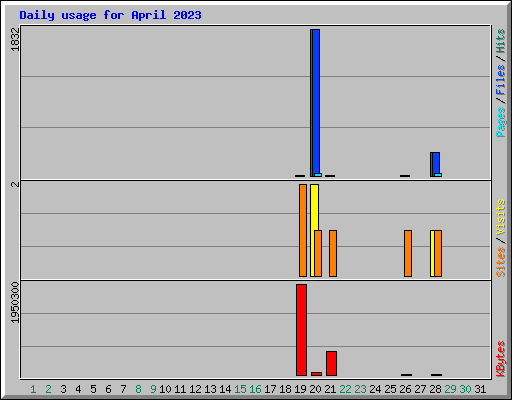 Daily usage for April 2023
1832
Pages/Files/Hits
2
Sites/Visits
1950300
KBytes
1 2 3 4 5 6 7 8 9 10 11 12 13 14 15 16 17 18 19 20 21 22 23 24 25 26 27 28 29 30 31